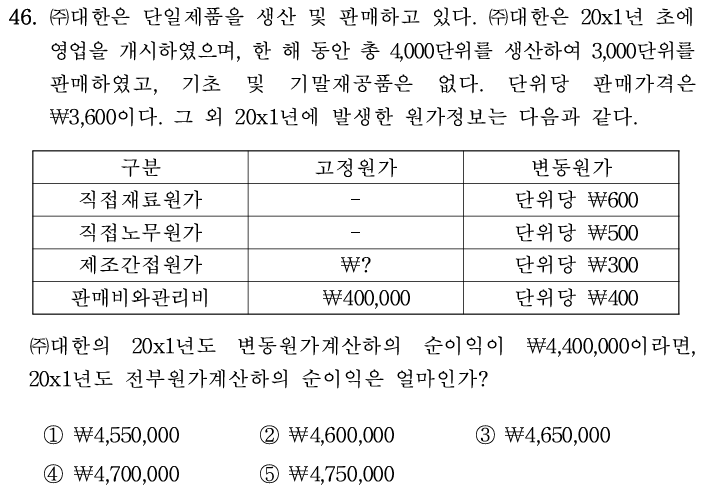 46. ㈜대한은 단일제품을 생산 및 판매하고 있다. ㈜대한은 20x1년 초에
영업을 개시하였으며, 한 해 동안 총 4,000단위를 생산하여 3,000단위를
판매하였고, 기초 및 기말재공품은 없다. 단위당 판매가격은
₩3,600이다. 그 외 20x1년에 발생한 원가정보는 다음과 같다.
구분 고정원가 변동원가
직접재료원가 - 단위당 ₩600
직접노무원가 - 단위당 ₩500
제조간접원가 ₩? 단위당 ₩300
판매비와관리비 ₩400,000 단위당 ₩400
㈜대한의 20x1년도 변동원가계산하의 순이익이 ₩4,400,000이라면,
20x1년도 전부원가계산하의 순이익은 얼마인가?
① ₩4,550,000 ② ₩4,600,000 ③ ₩4,650,000
④ ₩4,700,000 ⑤ ₩4,750,000